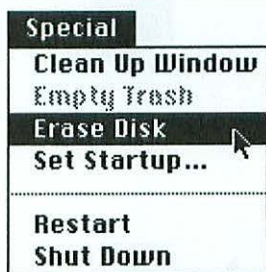 Special
Clean Up Window
Empty Trash
Erase Disk
Set Startup...
Restart
Shut Down